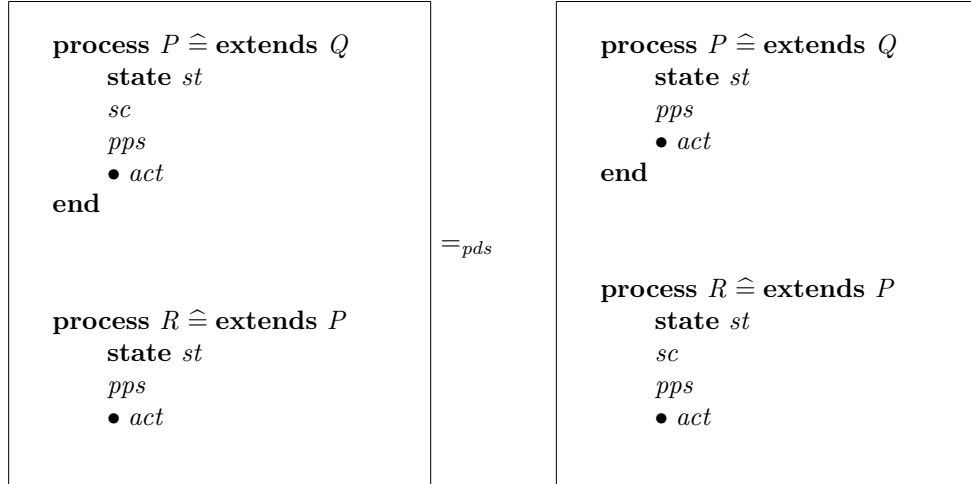 process P ≙ extends Q
state st
sc
pps
• act
end
process R ≙ extends P
state st
pps
• act
=pds
process P ≙ extends Q
state st
pps
• act
end
process R ≙ extends P
state st
sc
pps
• act